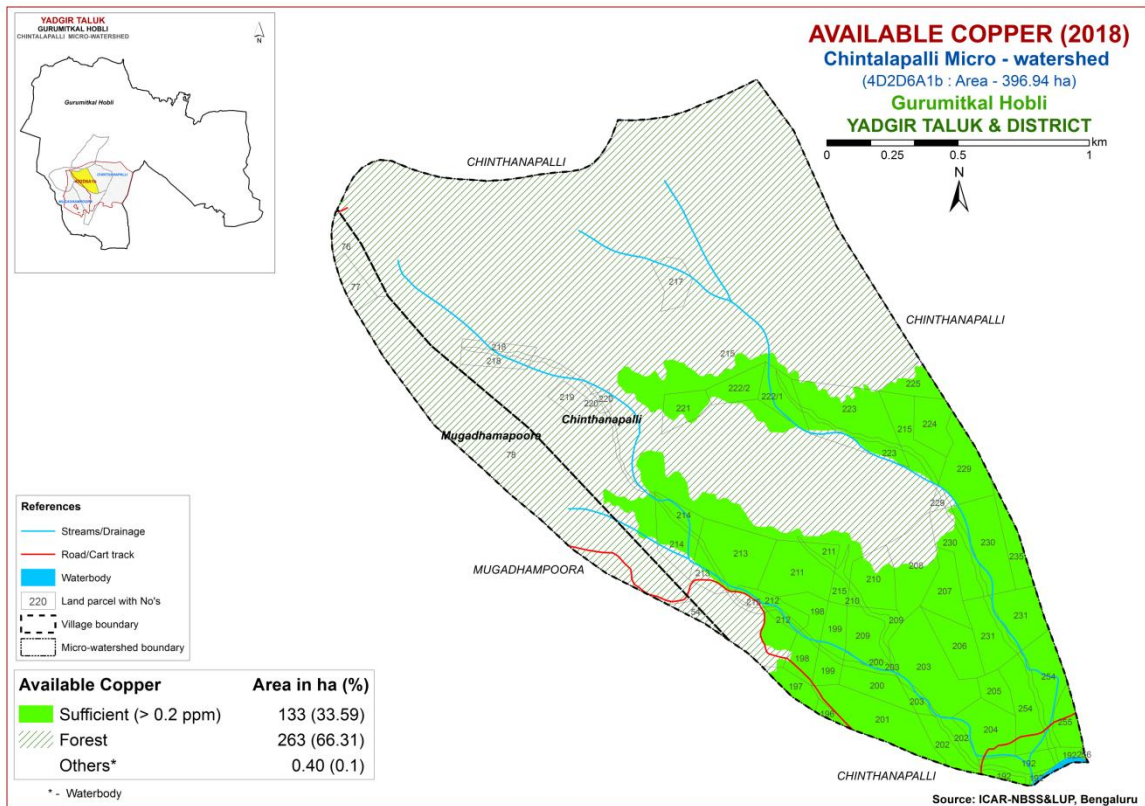 YADGIR TALUK
GURUMITKAL HOBLI
CHINTALAPALLI MICRO-WATERSHED
N
Gurumitkal Hobli
CHINTHANAPALLI
MUGADHAMPOORA
AVAILABLE COPPER (2018)
Chintalapalli Micro - watershed
(4D2D6A1b : Area - 396.94 ha)
Gurumitkal Hobli
YADGIR TALUK & DISTRICT
km
0 0.25 0.5 1
N
CHINTHANAPALLI
CHINTHANAPALLI
76
77
217
218
218
215
225
219
220
220
221
222/2
222/1
223
215
224
Chinthanapalli
Mugadhamapoora
78
223
229
229
214
214
213
211
230
230
235
208
213
211
210
207
MUGADHAMPOORA
54
212
215
210
198
212
199
209
209
231
231
206
198
199
200
203
203
254
197
200
205
196
201
203
254
204
255
202
202
192
192
256
192
CHINTHANAPALLI
References
Streams/Drainage
Road/Cart track
Waterbody
220 Land parcel with No's
Village boundary
Micro-watershed boundary
Available Copper Area in ha (%)
Sufficient (> 0.2 ppm) 133 (33.59)
Forest 263 (66.31)
Others* 0.40 (0.1)
* - Waterbody
Source: ICAR-NBSS&LUP, Bengaluru